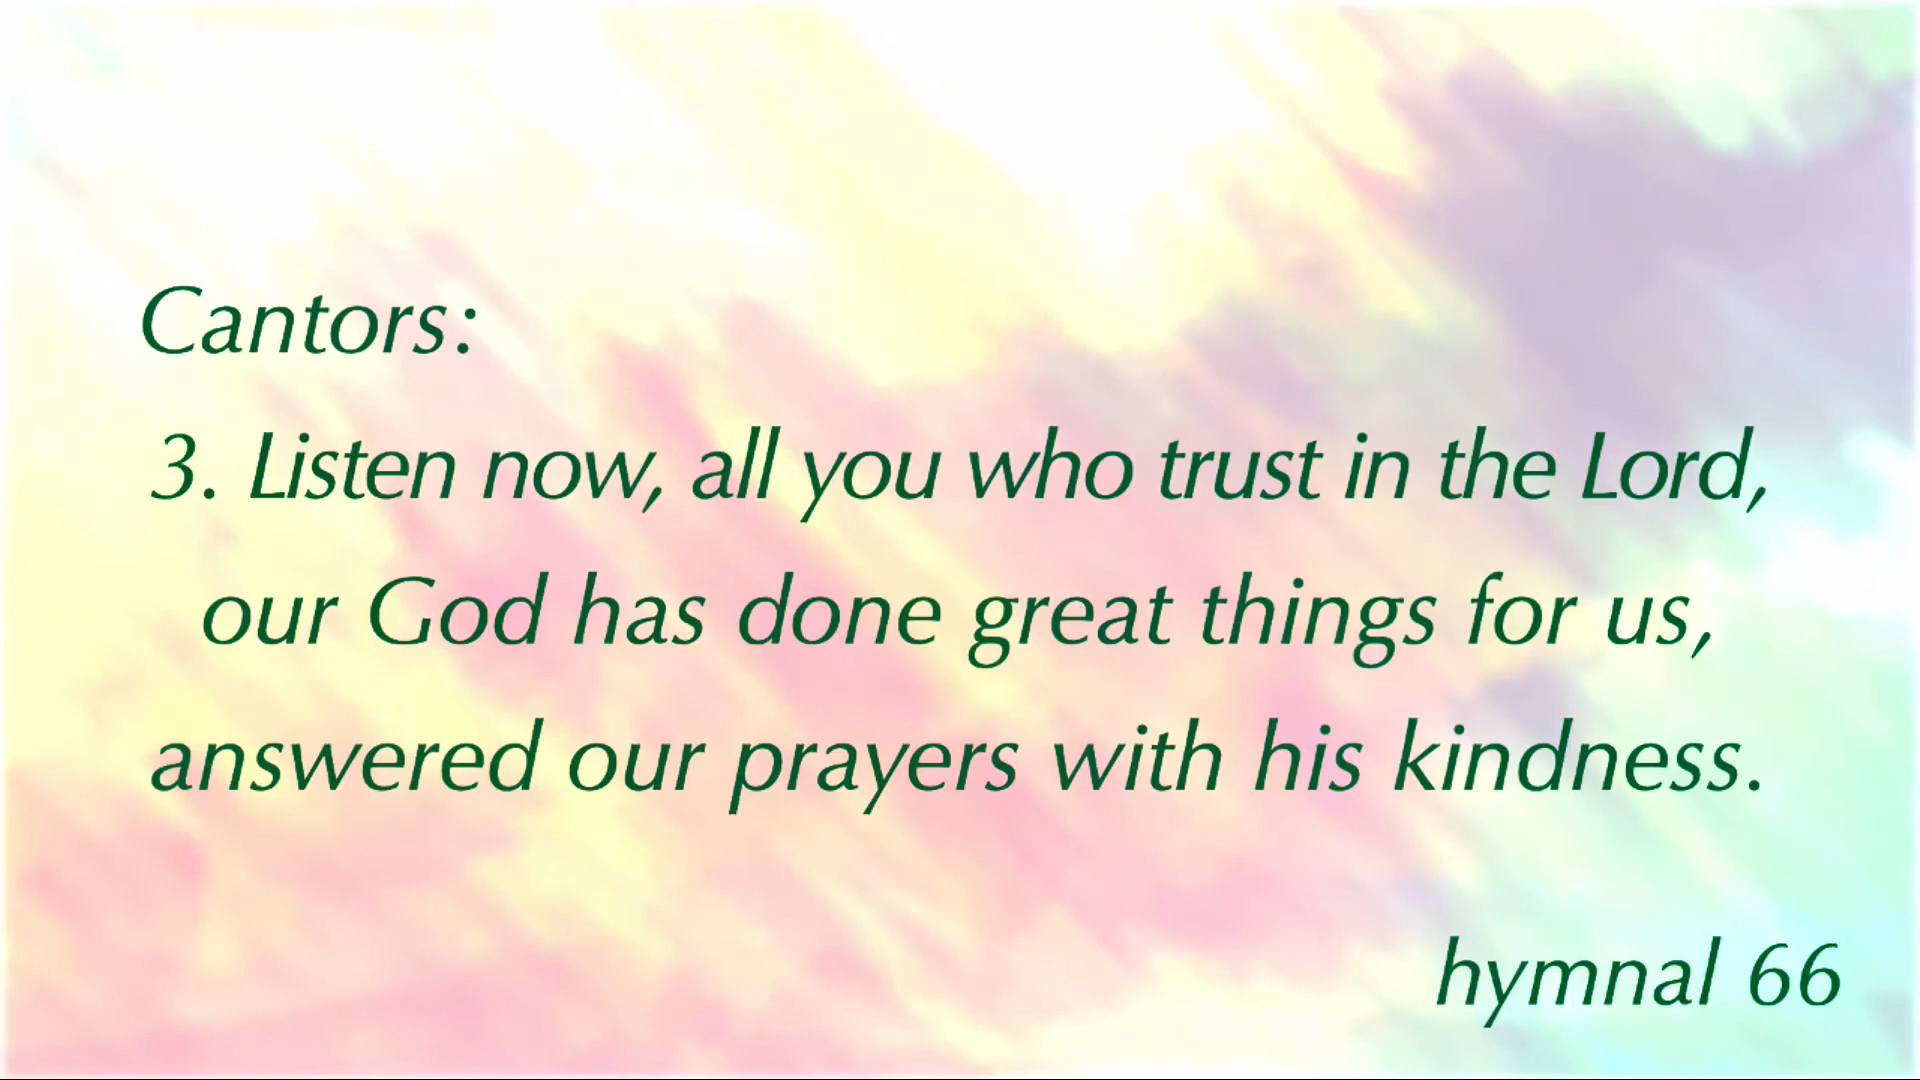 Cantors:
3. Listen now, all you who trust in the Lord,
our God has done great things for us,
answered our prayers with his kindness.
hymnal 66